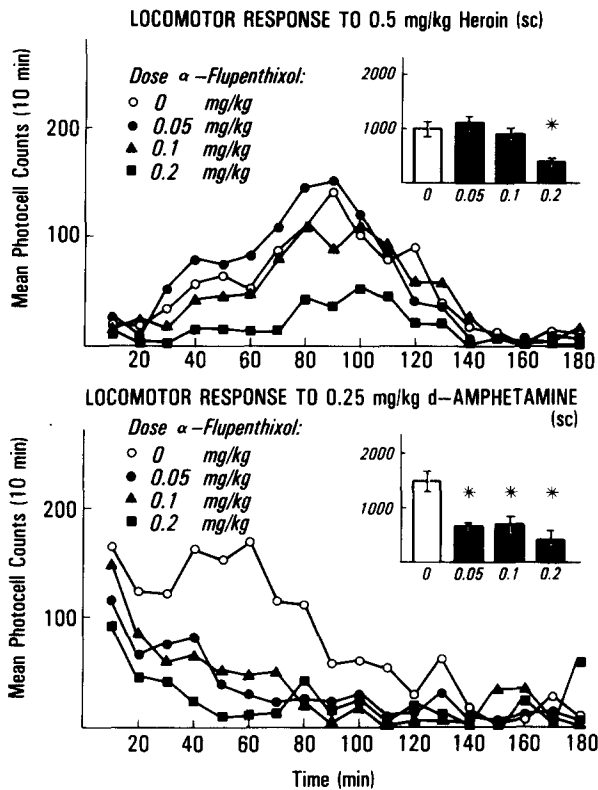 LOCOMOTOR RESPONSE TO 0.5 mg/kg Heroin (sc)
Mean Photocell Counts (10 min)
200
100
Dose α-Flupenthixol:
0 mg/kg
0.05 mg/kg
0.1 mg/kg
0.2 mg/kg
2000
1000
*
0 0.05 0.1 0.2
20 40 60 80 100 120 140 160 180
LOCOMOTOR RESPONSE TO 0.25 mg/kg d-AMPHETAMINE
(sc)
Mean Photocell Counts (10 min)
200
100
Dose α-Flupenthixol:
0 mg/kg
0.05 mg/kg
0.1 mg/kg
0.2 mg/kg
2000
1000
* * *
0 0.05 0.1 0.2
20 40 60 80 100 120 140 160 180
Time (min)